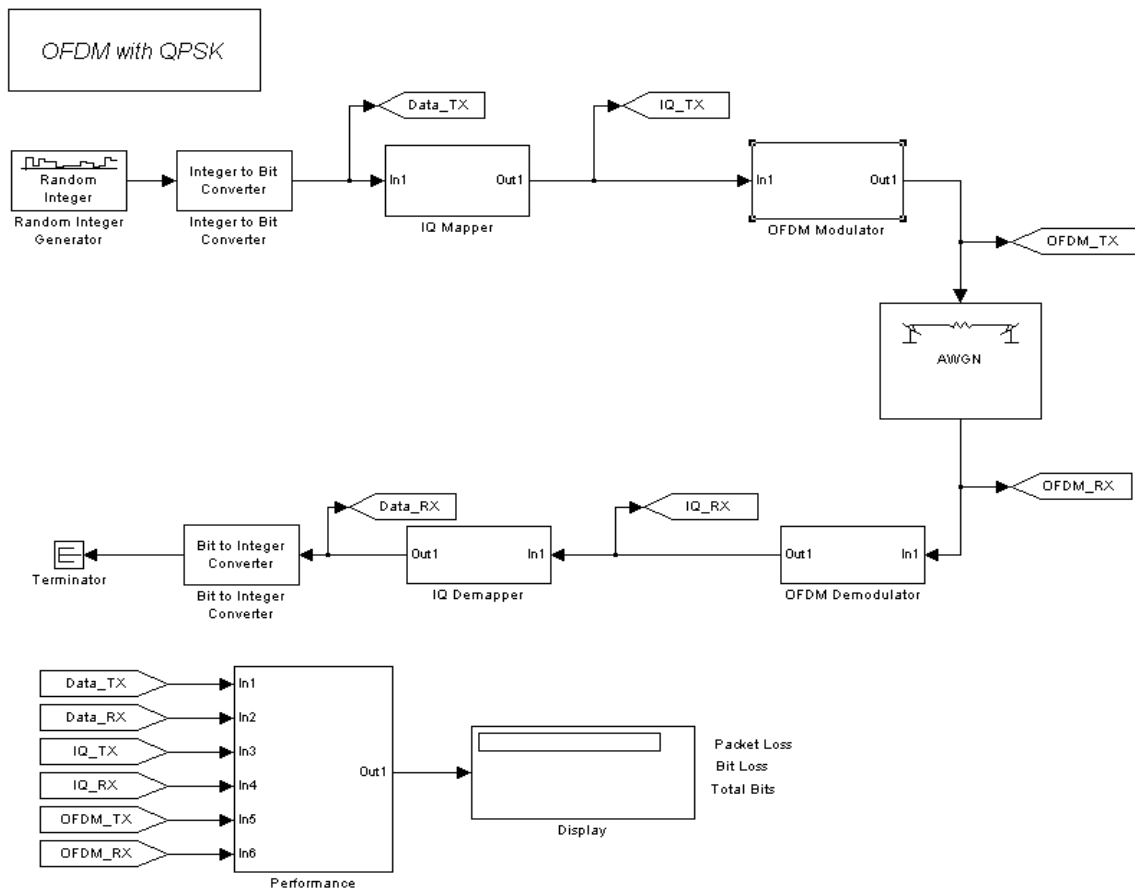 OFDM with QPSK
Data_TX
IQ_TX
Random
Integer
Random Integer
Generator
Integer to Bit
Converter
Integer to Bit
Converter
In1
Out1
IQ Mapper
In1
Out1
OFDM Modulator
OFDM_TX
AWGN
OFDM_RX
Data_RX
IQ_RX
Terminator
Bit to Integer
Converter
Bit to Integer
Converter
Out1
In1
IQ Demapper
Out1
In1
OFDM Demodulator
Data_TX
Data_RX
IQ_TX
IQ_RX
OFDM_TX
OFDM_RX
In1
In2
In3
In4
In5
In6
Out1
Performance
Display
Packet Loss
Bit Loss
Total Bits